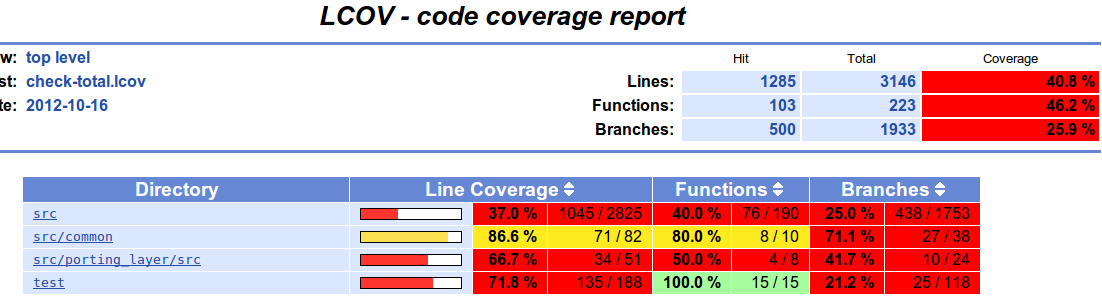 LCOV - code coverage report
w: top level
Hit Total Coverage
st: check-total.lcov
Lines: 1285 3146 40.8 %
te: 2012-10-16
Functions: 103 223 46.2 %
Branches: 500 1933 25.9 %
Directory Line Coverage Functions Branches
src 37.0 % 1045 / 2825 40.0 % 76 / 190 25.0 % 438 / 1753
src/common 86.6 % 71 / 82 80.0 % 8 / 10 71.1 % 27 / 38
src/porting_layer/src 66.7 % 34 / 51 50.0 % 4 / 8 41.7 % 10 / 24
test 71.8 % 135 / 188 100.0 % 15 / 15 21.2 % 25 / 118